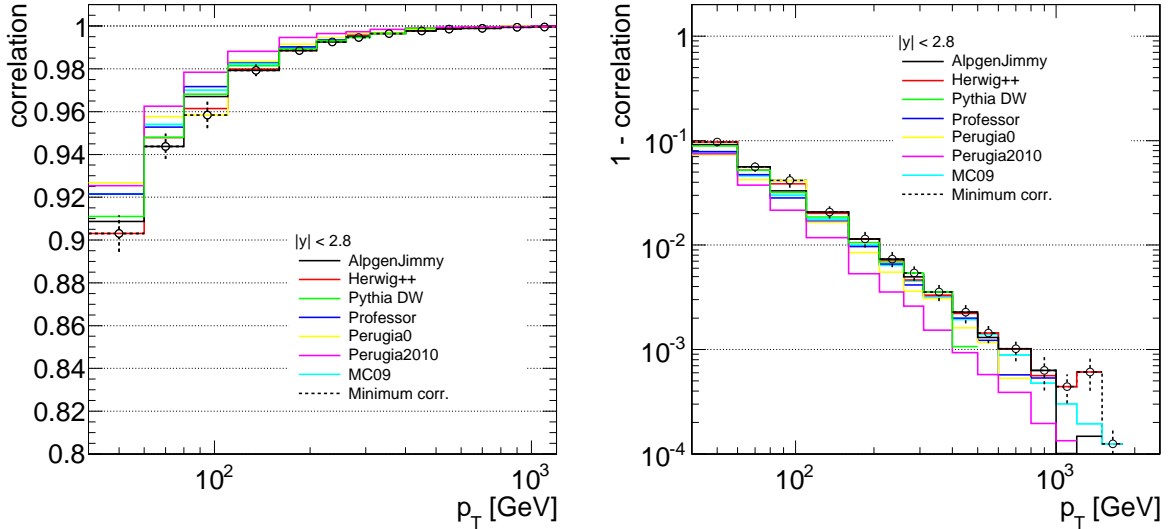 correlation
1
0.98
0.96
0.94
0.92
0.9
0.88
0.86
0.84
0.82
0.8
|y| < 2.8
AlpgenJimmy
Herwig++
Pythia DW
Professor
Perugia0
Perugia2010
MC09
Minimum corr.
10²
10³
p_T [GeV]
1 - correlation
1
10⁻¹
10⁻²
10⁻³
10⁻⁴
|y| < 2.8
AlpgenJimmy
Herwig++
Pythia DW
Professor
Perugia0
Perugia2010
MC09
Minimum corr.
10²
10³
p_T [GeV]